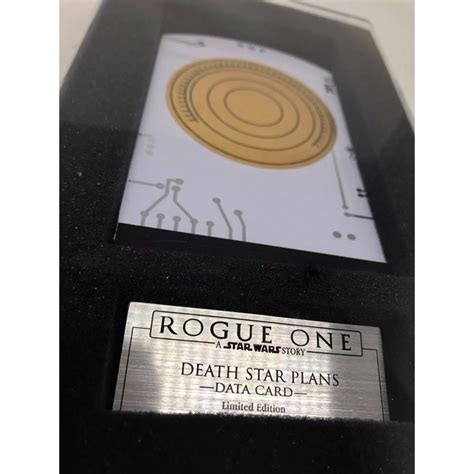 ROGUE ONE
A STAR WARS STORY
DEATH STAR PLANS
—DATA CARD—
Limited Edition